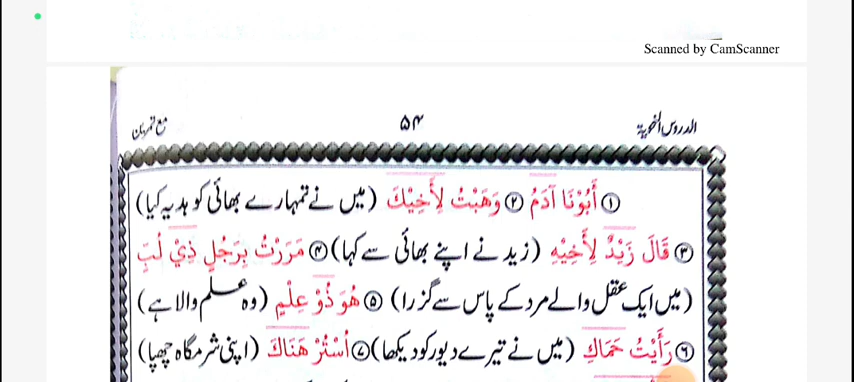 Scanned by CamScanner
الدروس النحویۃ ۵۴ مع تمرینات
① أَبُوْنَا آدَمُ ② وَهَبْتُ لِأَخِيْكَ (میں نے تمہارے بھائی کو ہدیہ کیا)
③ قَالَ زَيْدٌ لِأَخِيْهِ (زید نے اپنے بھائی سے کہا) ④ مَرَرْتُ بِرَجُلٍ ذِيْ لُبٍّ
(میں ایک عقل والے مرد کے پاس سے گزرا) ⑤ هُوَ ذُوْ عِلْمٍ (وہ علم والا ہے)
⑥ رَأَيْتُ حَمَاكِ (میں نے تیرے دیور کو دیکھا) ⑦ اُسْتُرْ هَنَاكَ (اپنی شرمگاہ چھپا)